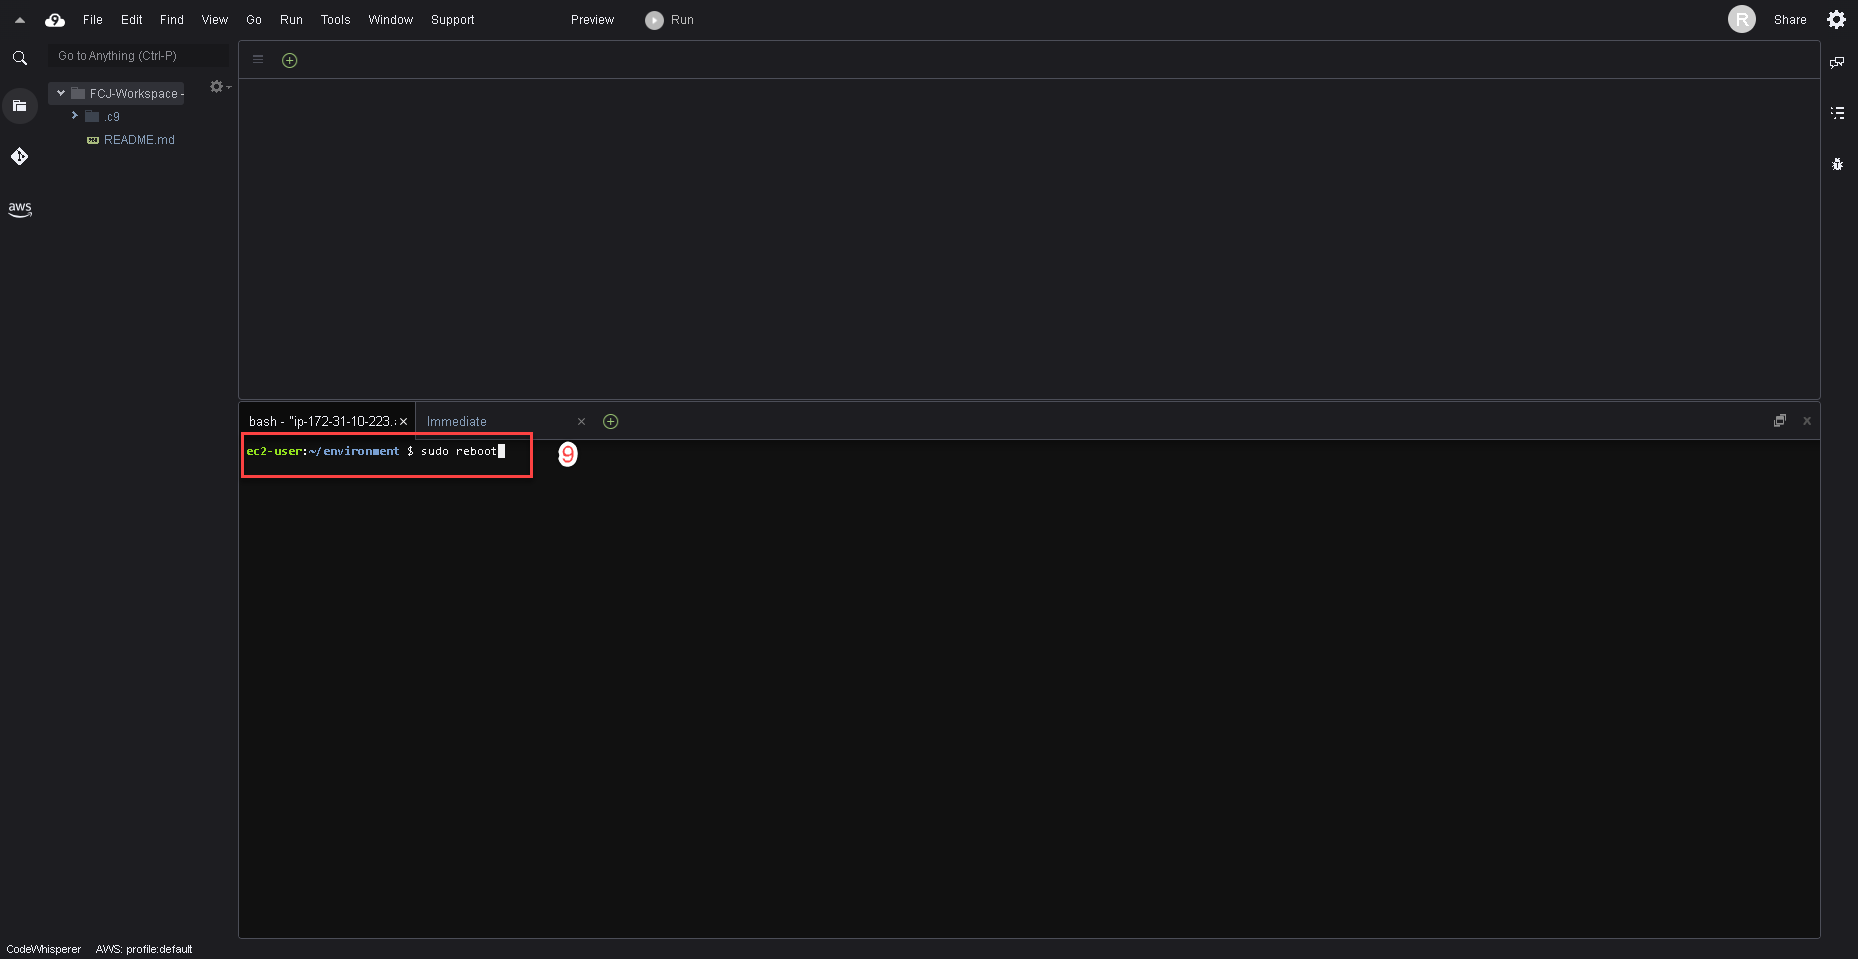 File Edit Find View Go Run Tools Window Support Preview Run R Share
Go to Anything (Ctrl-P)
FCJ-Workspace -
.c9
README.md
aws
bash - "ip-172-31-10-223.
Immediate
ec2-user:~/environment $ sudo reboot
9
CodeWhisperer AWS: profile:default